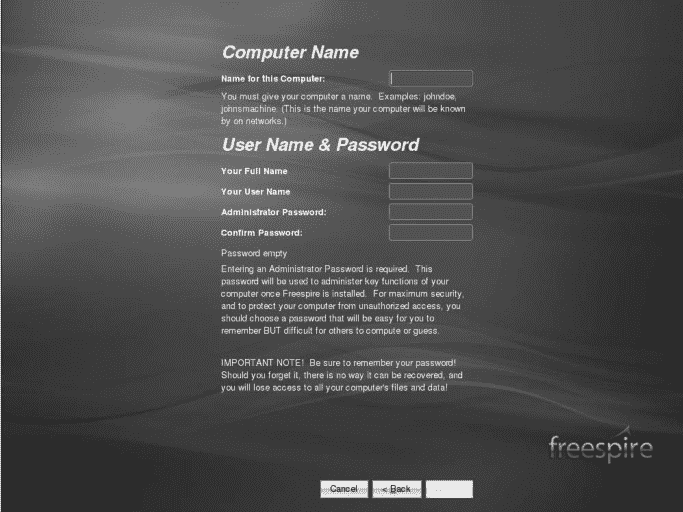 Computer Name
Name for this Computer:
You must give your computer a name. Examples: johndoe,
johnsmachine. (This is the name your computer will be known
by on networks.)
User Name & Password
Your Full Name
Your User Name
Administrator Password:
Confirm Password:
Password empty
Entering an Administrator Password is required. This
password will be used to administer key functions of your
computer once Freespire is installed. For maximum security,
and to protect your computer from unauthorized access, you
should choose a password that will be easy for you to
remember BUT difficult for others to compute or guess.
IMPORTANT NOTE! Be sure to remember your password!
Should you forget it, there is no way it can be recovered, and
you will lose access to all your computer's files and data!
freespire
Cancel < Back